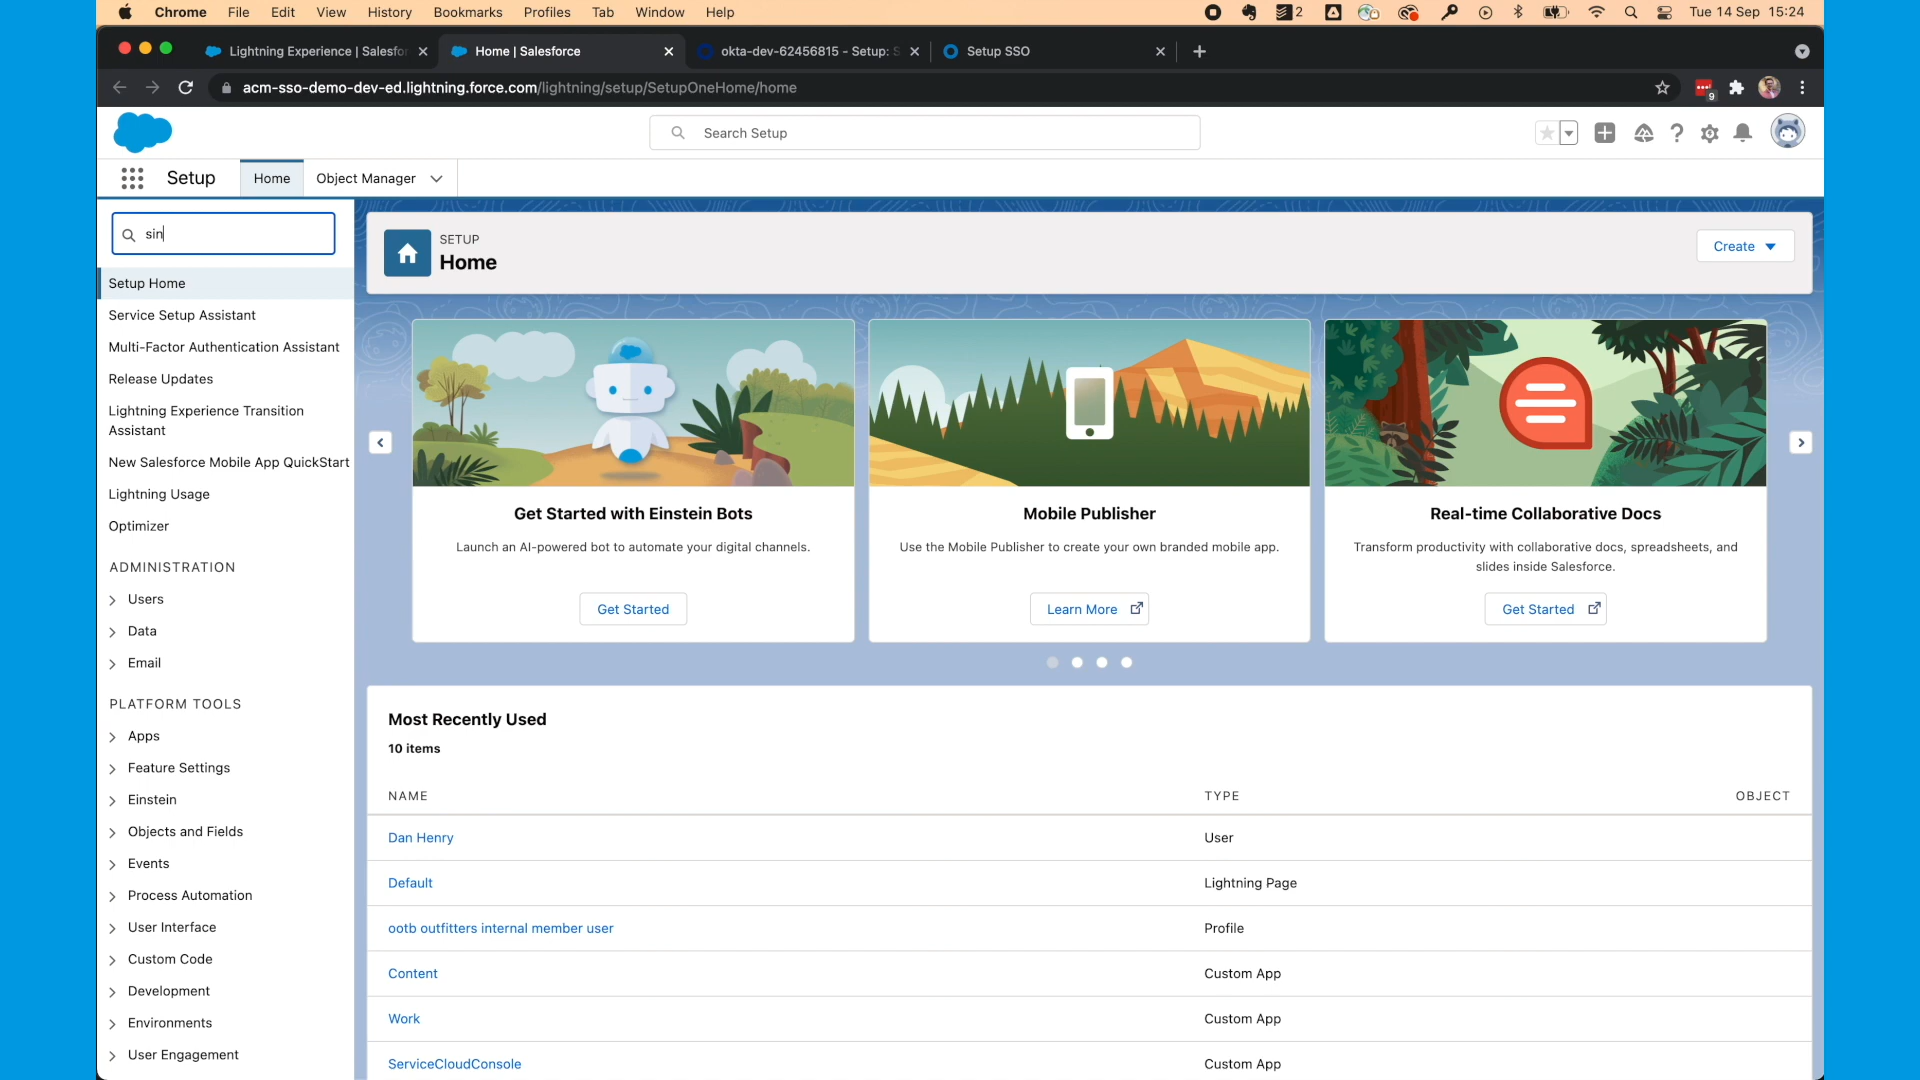 Chrome File Edit View History Bookmarks Profiles Tab Window Help 2 Tue 14 Sep 15:24
Lightning Experience | Salesfor Home | Salesforce okta-dev-62456815 - Setup: S Setup SSO
acm-sso-demo-dev-ed.lightning.force.com/lightning/setup/SetupOneHome/home 9
Search Setup
Setup Home Object Manager
sin
Setup Home
Service Setup Assistant
Multi-Factor Authentication Assistant
Release Updates
Lightning Experience Transition
Assistant
New Salesforce Mobile App QuickStart
Lightning Usage
Optimizer
ADMINISTRATION
Users
Data
Email
PLATFORM TOOLS
Apps
Feature Settings
Einstein
Objects and Fields
Events
Process Automation
User Interface
Custom Code
Development
Environments
User Engagement
SETUP
Home
Create
Get Started with Einstein Bots
Launch an AI-powered bot to automate your digital channels.
Get Started
Mobile Publisher
Use the Mobile Publisher to create your own branded mobile app.
Learn More
Real-time Collaborative Docs
Transform productivity with collaborative docs, spreadsheets, and
slides inside Salesforce.
Get Started
Most Recently Used
10 items
NAME TYPE OBJECT
Dan Henry User
Default Lightning Page
ootb outfitters internal member user Profile
Content Custom App
Work Custom App
ServiceCloudConsole Custom App